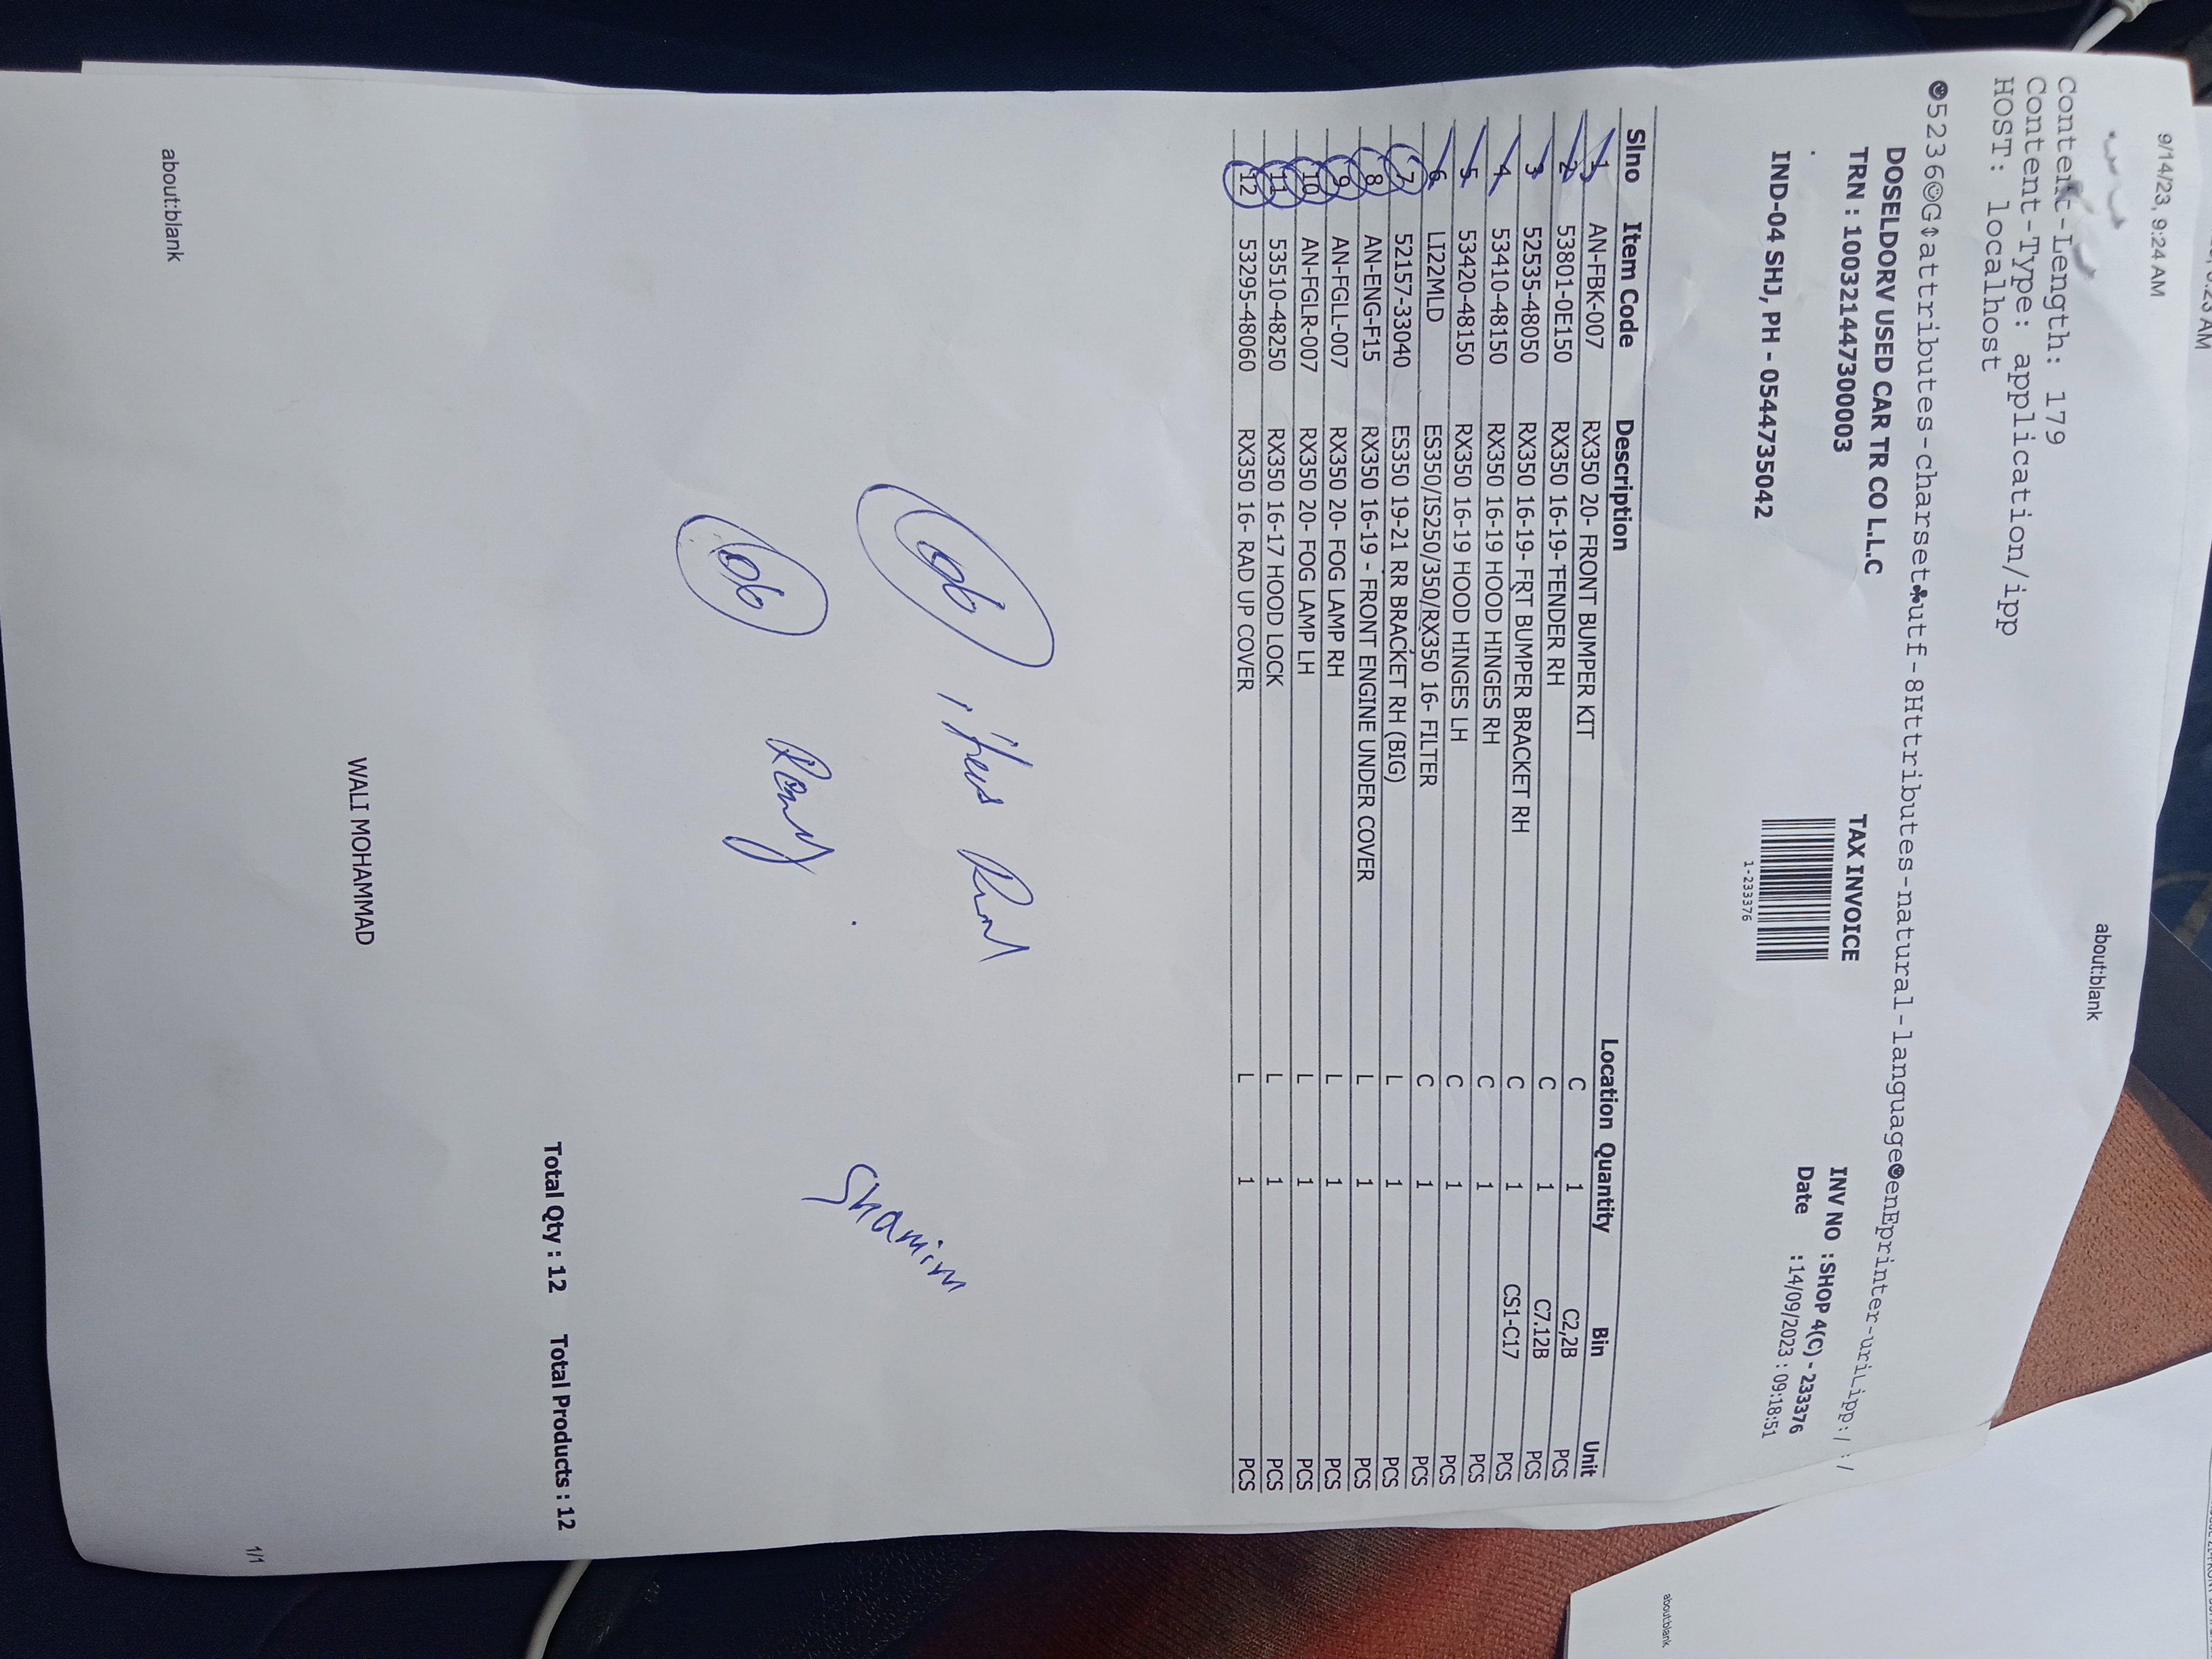 9/14/23, 9:24 AM
about:blank
Content-Length: 179
Content-Type: application/ipp
HOST: localhost
☻5236☺G↕attributes-charset♣utf-8Httributes-natural-language☻enEprinter-uriLipp://
DOSELDORV USED CAR TR CO L.L.C
TRN : 100321447300003
TAX INVOICE
INV NO : SHOP 4(C) - 233376
Date : 14/09/2023 : 09:18:51
IND-04 SHJ, PH - 0544735042
1-233376
Slno Item Code Description Location Quantity Bin Unit
1 AN-FBK-007 RX350 20- FRONT BUMPER KIT C 1 C2,2B PCS
2 53801-0E150 RX350 16-19- FENDER RH C 1 C7.12B PCS
3 52535-48050 RX350 16-19- FRT BUMPER BRACKET RH C 1 CS1-C17 PCS
4 53410-48150 RX350 16-19 HOOD HINGES RH C 1 PCS
5 53420-48150 RX350 16-19 HOOD HINGES LH C 1 PCS
6 LI22MLD ES350/IS250/350/RX350 16- FILTER C 1 PCS
7 52157-33040 ES350 19-21 RR BRACKET RH (BIG) L 1 PCS
8 AN-ENG-F15 RX350 16-19 - FRONT ENGINE UNDER COVER L 1 PCS
9 AN-FGLL-007 RX350 20- FOG LAMP RH L 1 PCS
10 AN-FGLR-007 RX350 20- FOG LAMP LH L 1 PCS
11 53510-48250 RX350 16-17 HOOD LOCK L 1 PCS
12 53295-48060 RX350 16- RAD UP COVER L 1 PCS
06
06
Shamim
Total Qty : 12 Total Products : 12
WALI MOHAMMAD
about:blank
1/1
about:blank